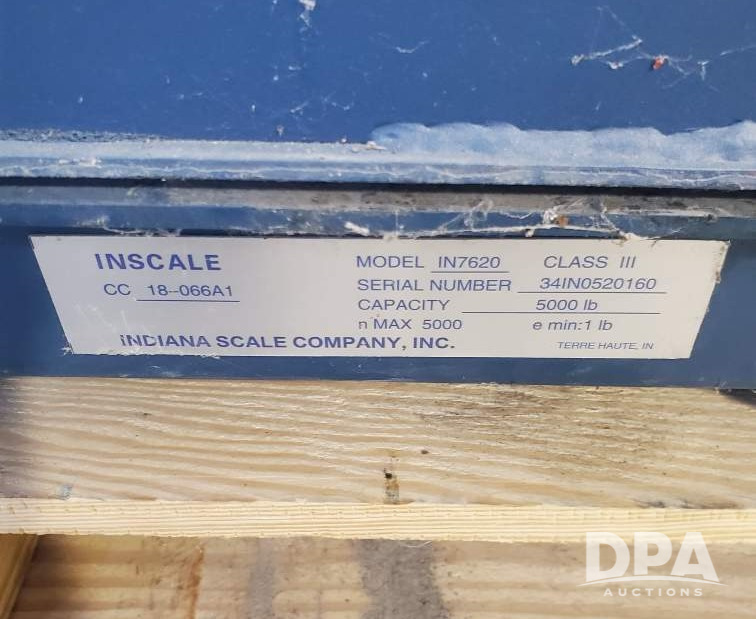 INSCALE
CC 18--066A1
MODEL IN7620 CLASS III
SERIAL NUMBER 34IN0520160
CAPACITY 5000 lb
n MAX 5000 e min:1 lb
INDIANA SCALE COMPANY, INC.
TERRE HAUTE, IN
DPA
AUCTIONS